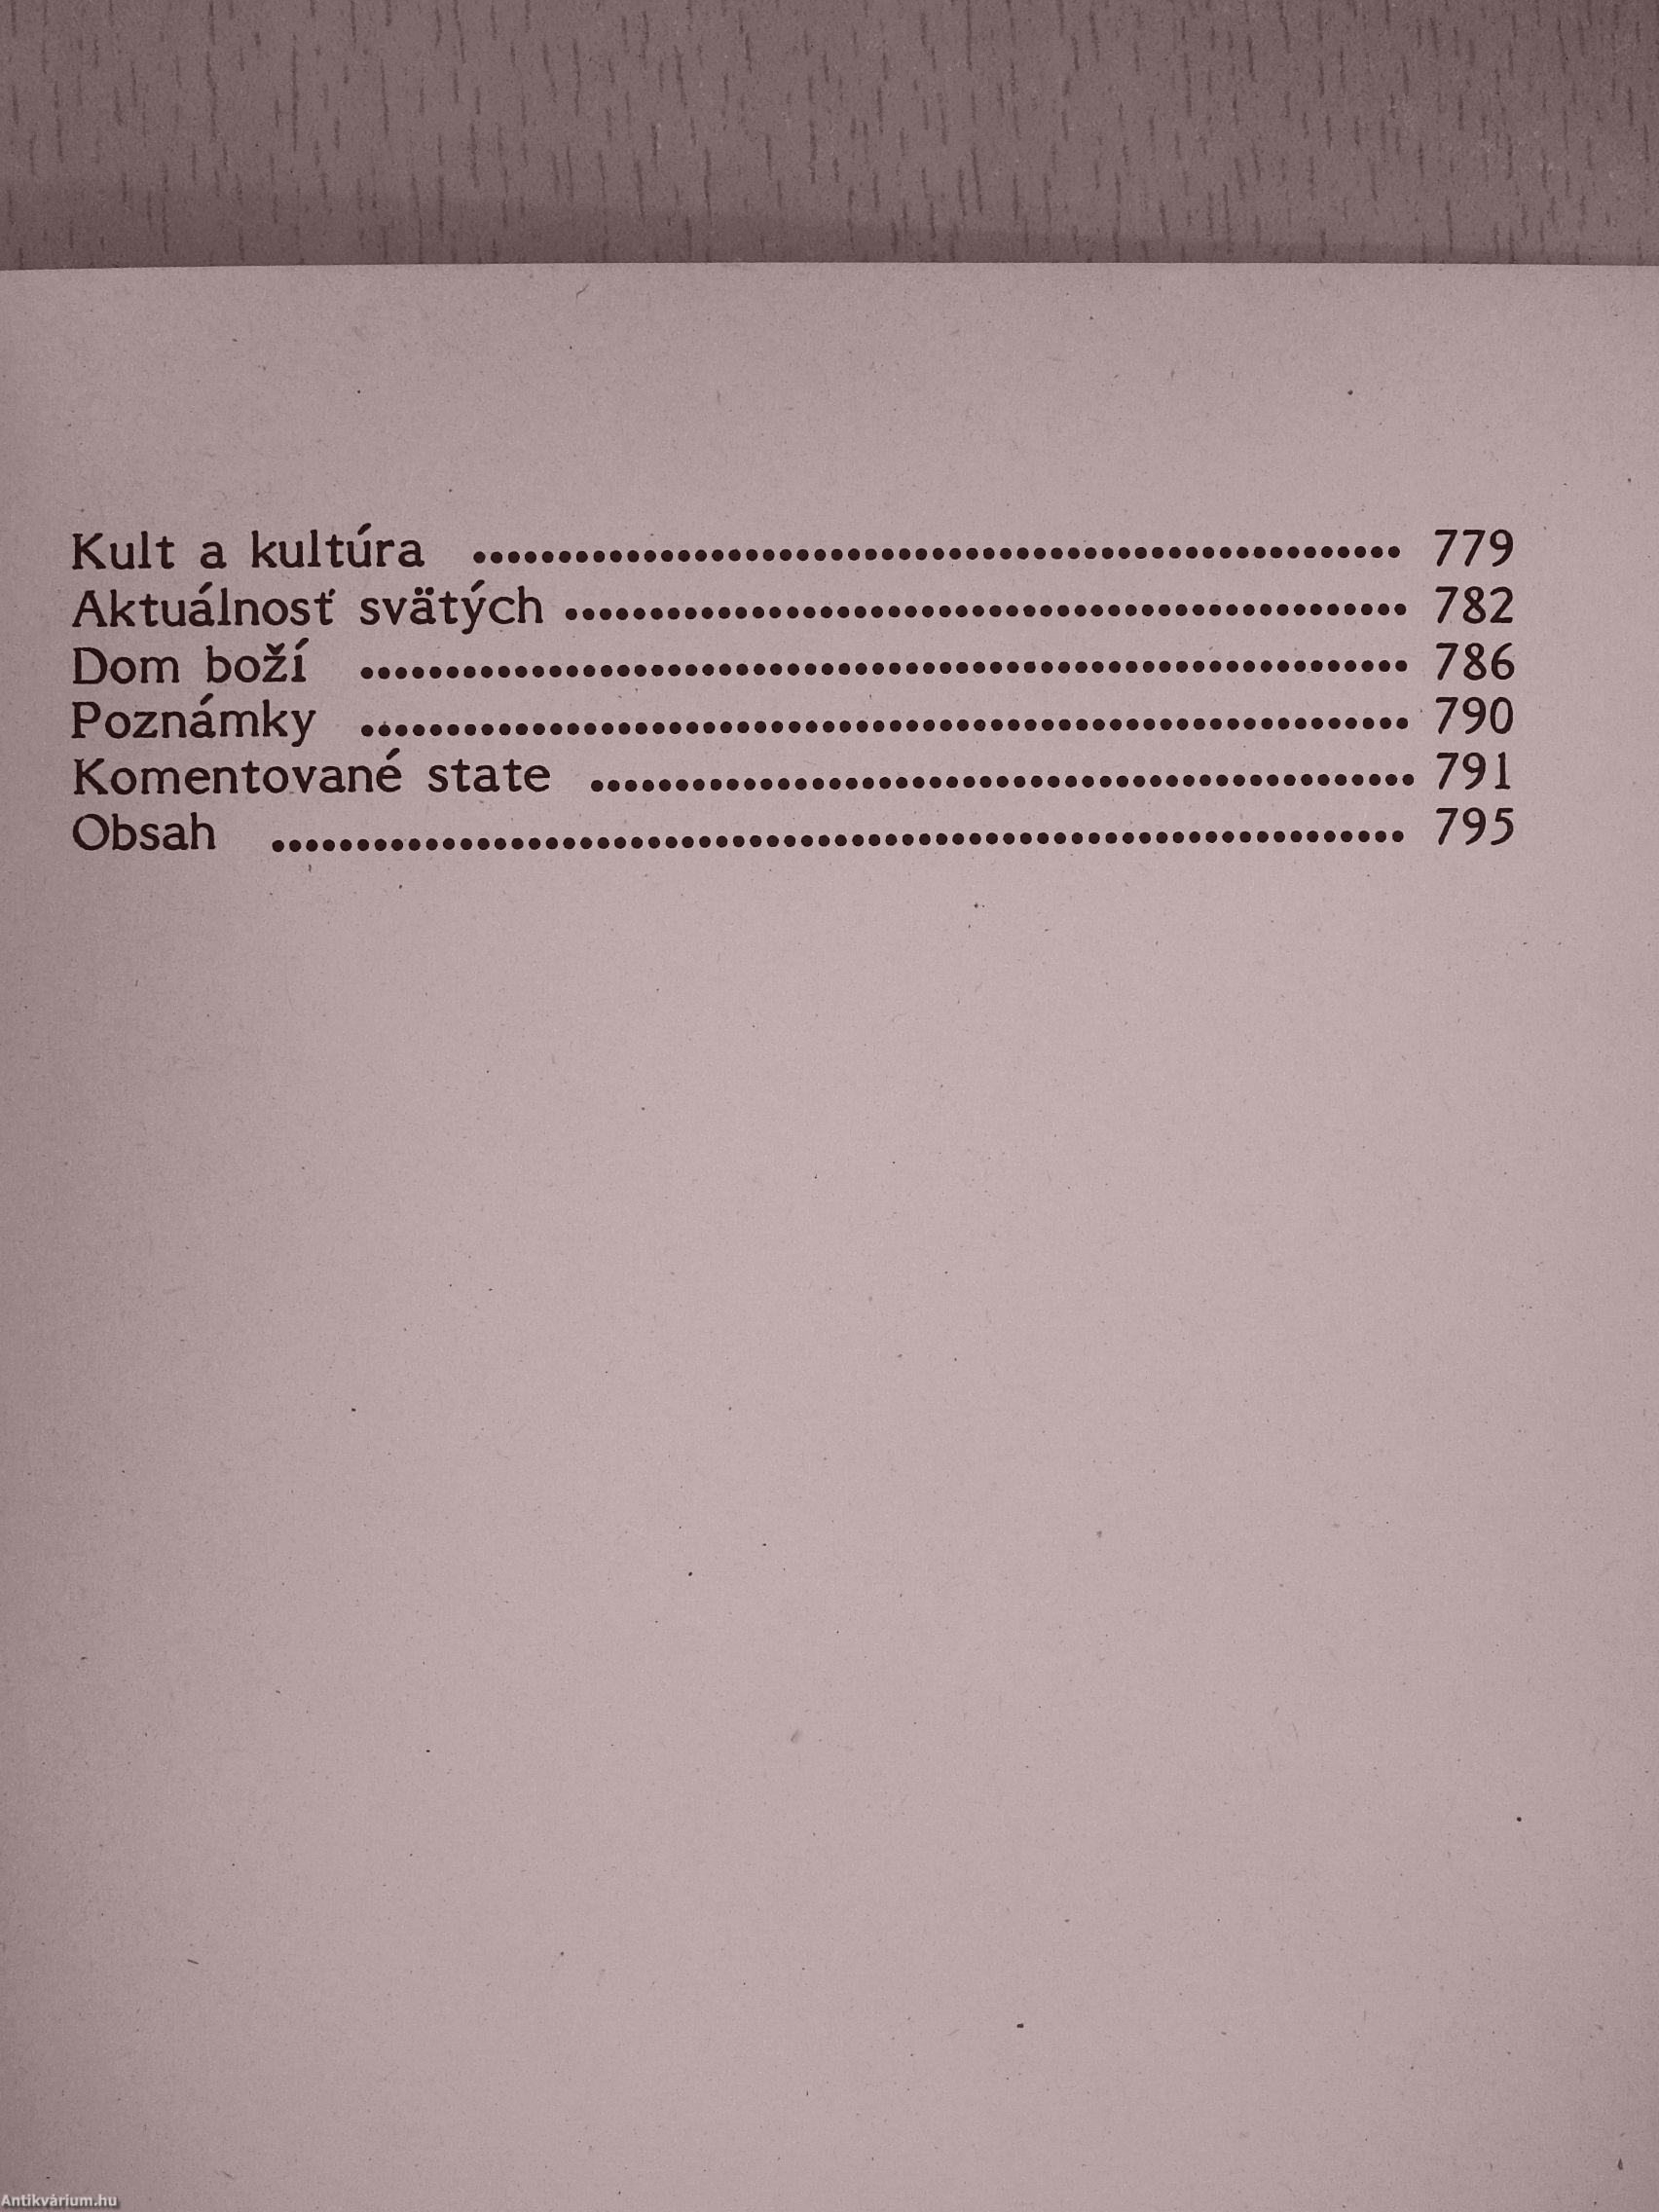 Kult a kultúra ........................................................ 779
Aktuálnosť svätých .................................................. 782
Dom boží .............................................................. 786
Poznámky .............................................................. 790
Komentované state ................................................. 791
Obsah ................................................................... 795
Antikvárium.hu